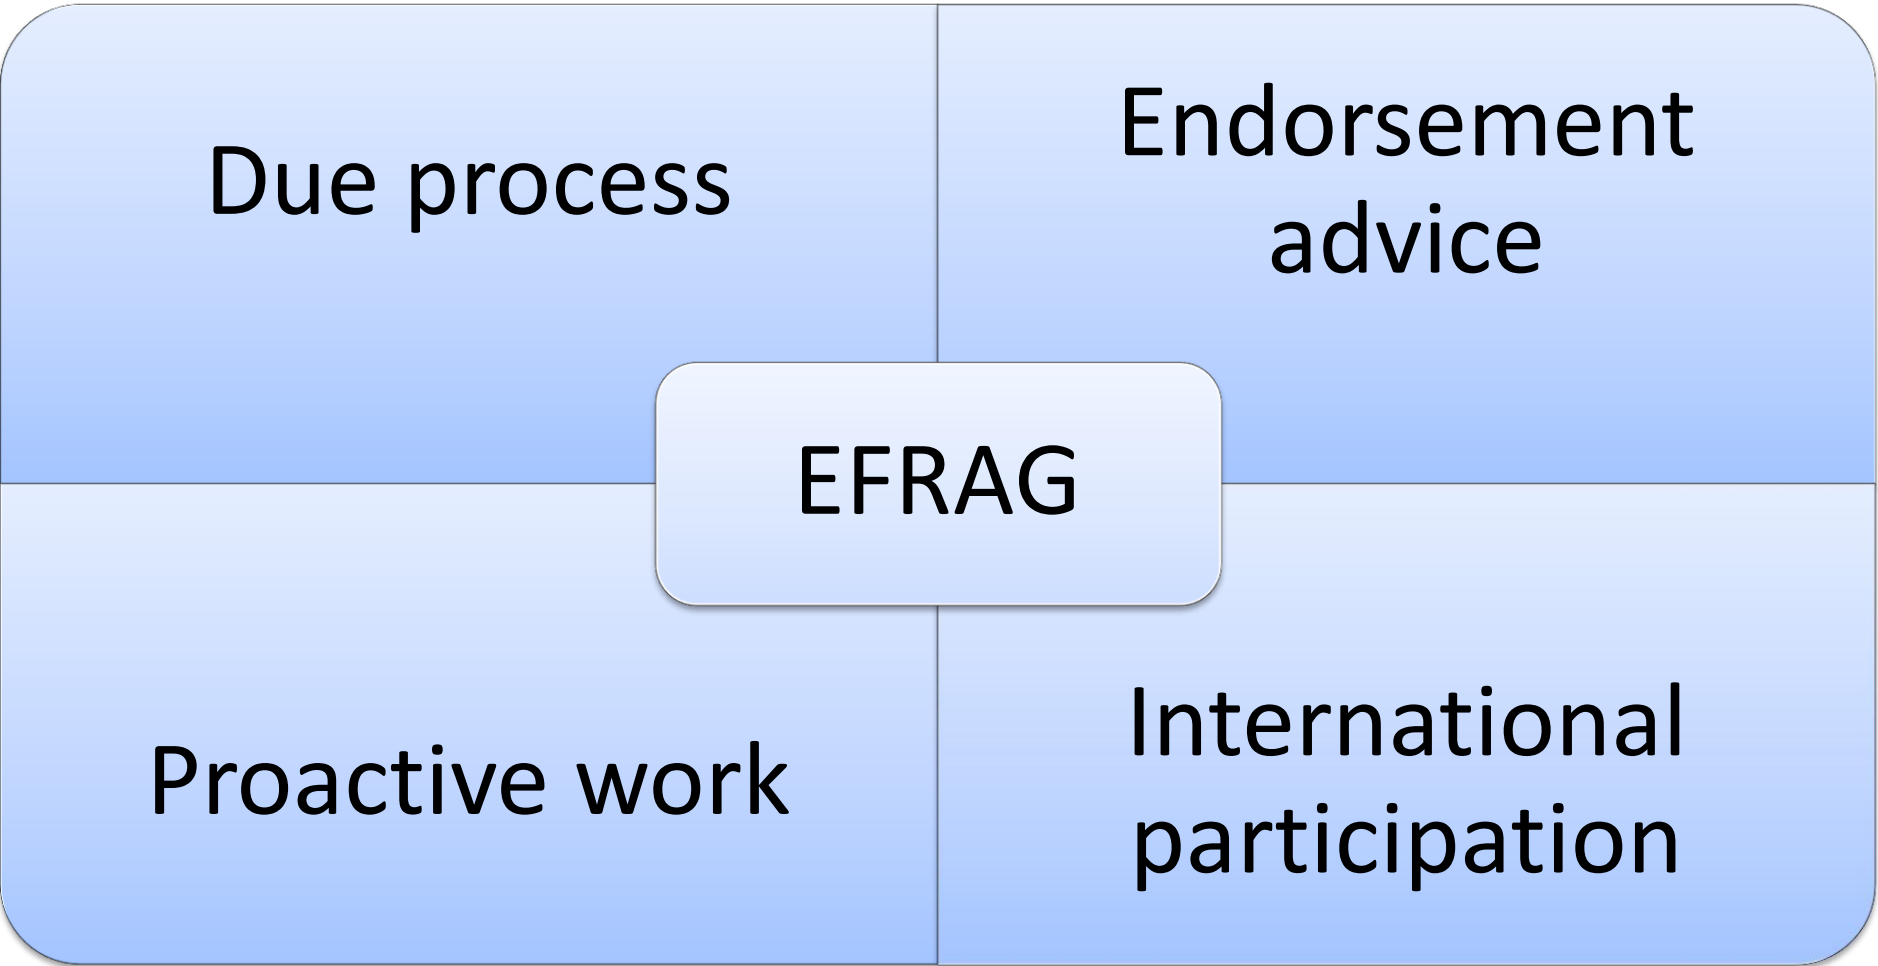 Due process
Endorsement
advice
EFRAG
Proactive work
International
participation